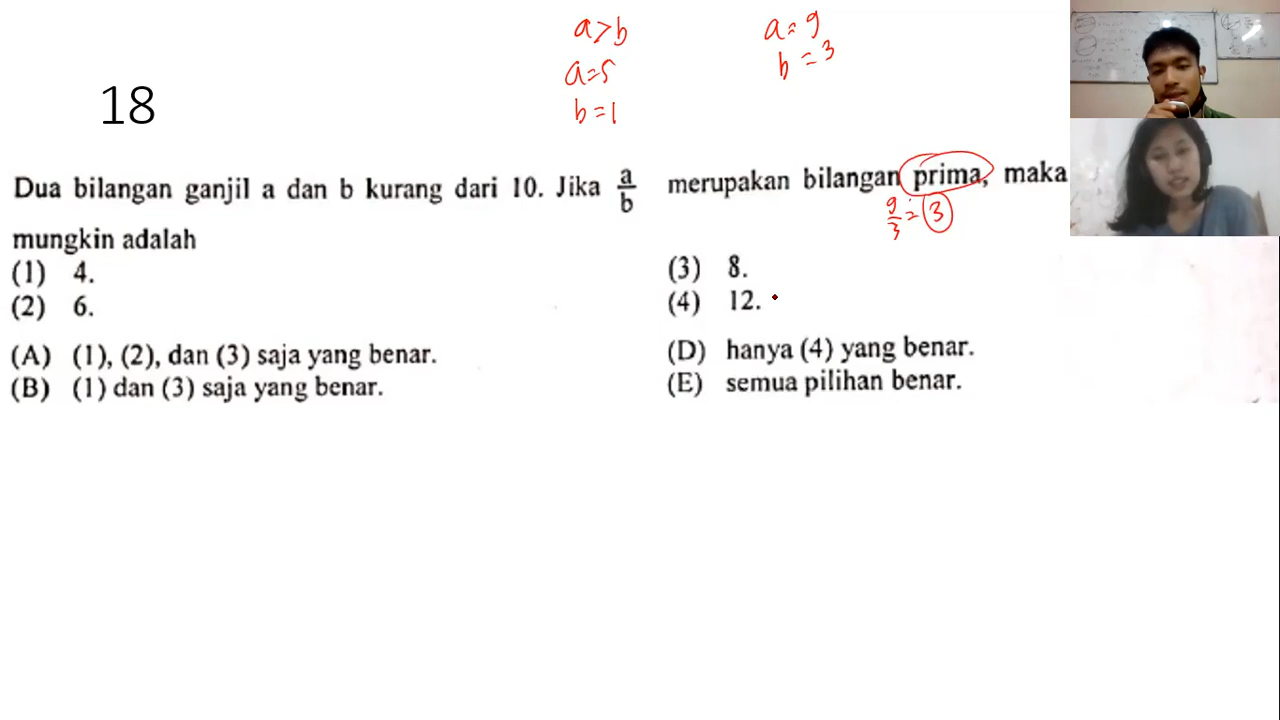 a > b
a = 9
a = 5
b = 3
b = 1
18
Dua bilangan ganjil a dan b kurang dari 10. Jika a/b merupakan bilangan prima, maka
9/3 = 3
mungkin adalah
(1) 4.
(3) 8.
(2) 6.
(4) 12.
(A) (1), (2), dan (3) saja yang benar.
(D) hanya (4) yang benar.
(B) (1) dan (3) saja yang benar.
(E) semua pilihan benar.